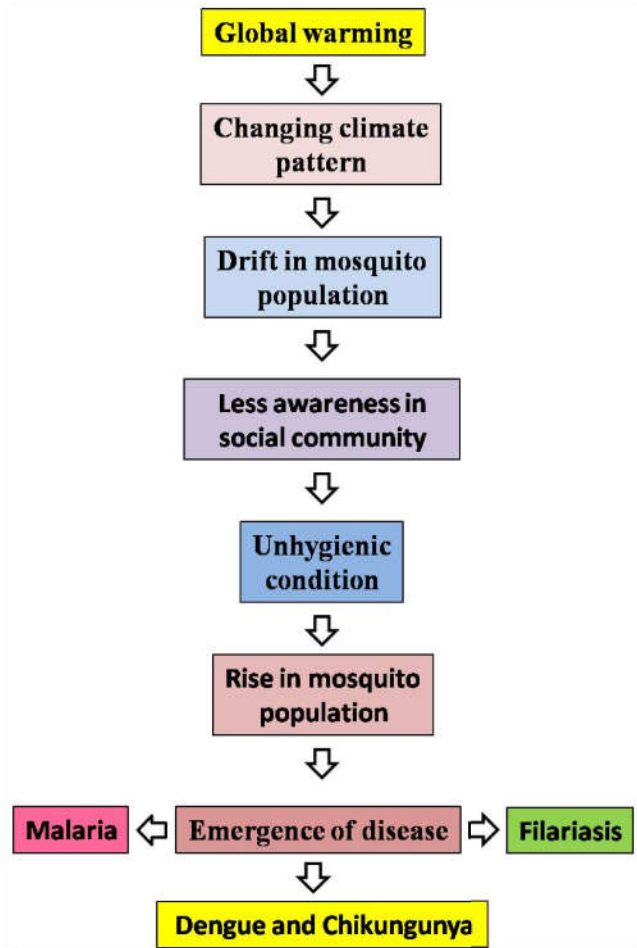 Global warming
Changing climate
pattern
Drift in mosquito
population
Less awareness in
social community
Unhygienic
condition
Rise in mosquito
population
Malaria
Emergence of disease
Filariasis
Dengue and Chikungunya